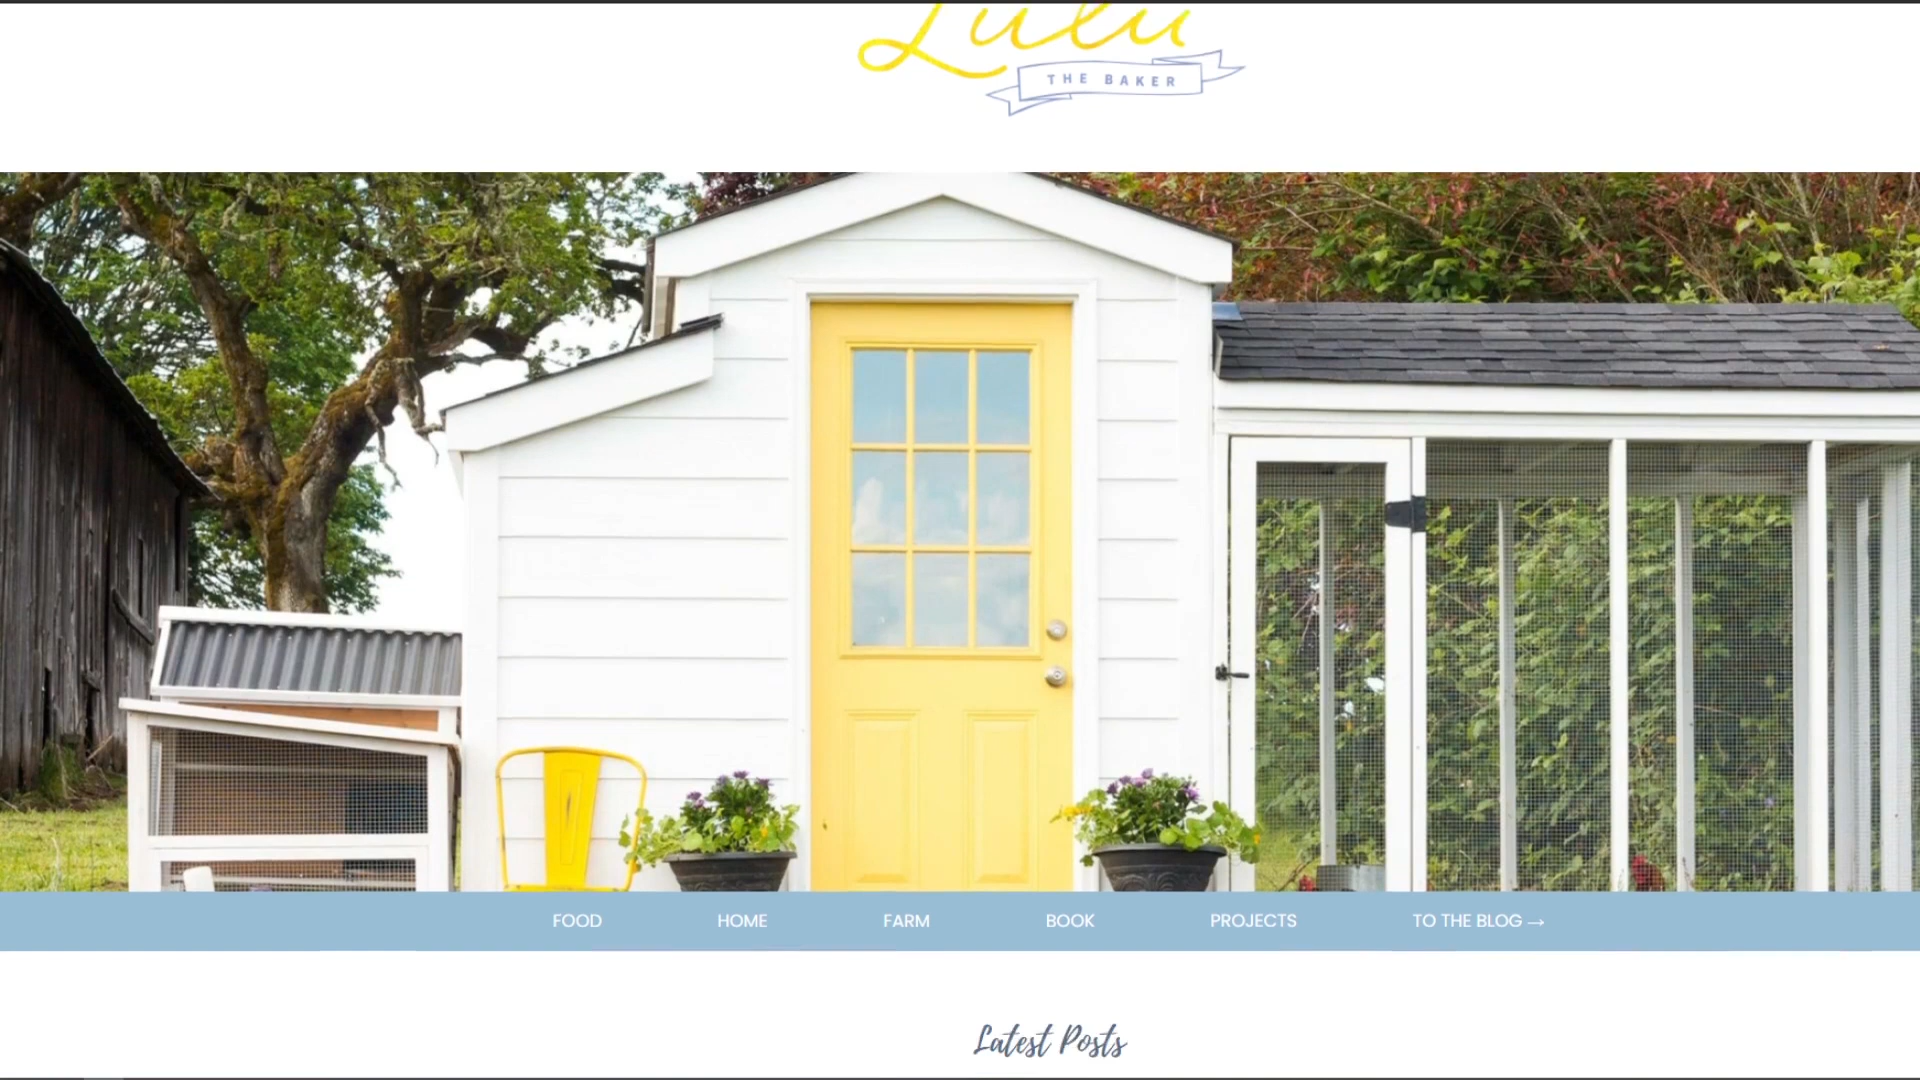 Lulu
THE BAKER
FOOD HOME FARM BOOK PROJECTS TO THE BLOG →
Latest Posts